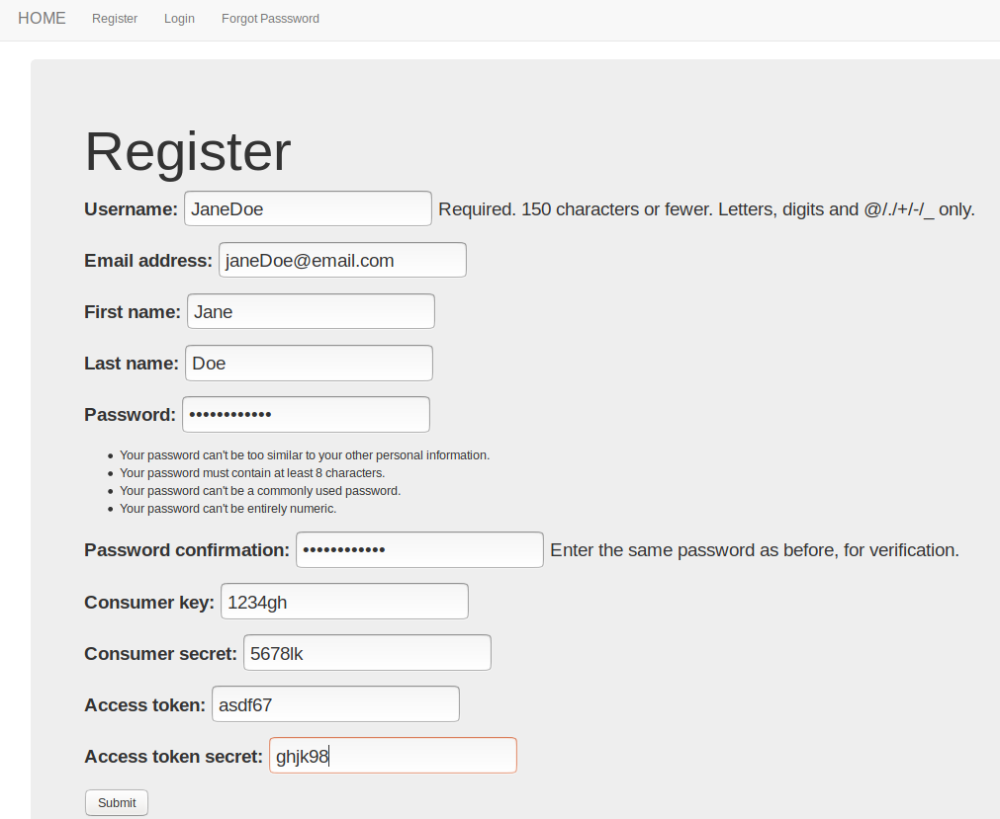 HOME Register Login Forgot Passsword
Register
Username: JaneDoe Required. 150 characters or fewer. Letters, digits and @/./+/-/_ only.
Email address: janeDoe@email.com
First name: Jane
Last name: Doe
Password: ••••••••••••
• Your password can't be too similar to your other personal information.
• Your password must contain at least 8 characters.
• Your password can't be a commonly used password.
• Your password can't be entirely numeric.
Password confirmation: •••••••••••• Enter the same password as before, for verification.
Consumer key: 1234gh
Consumer secret: 5678lk
Access token: asdf67
Access token secret: ghjk98
Submit